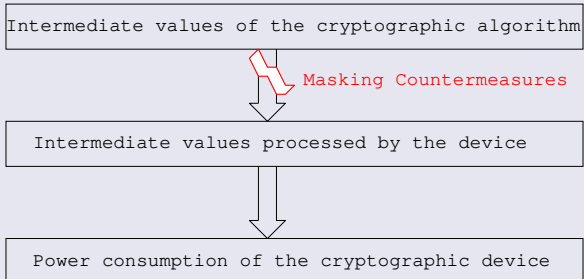 Intermediate values of the cryptographic algorithm
Masking Countermeasures
Intermediate values processed by the device
Power consumption of the cryptographic device